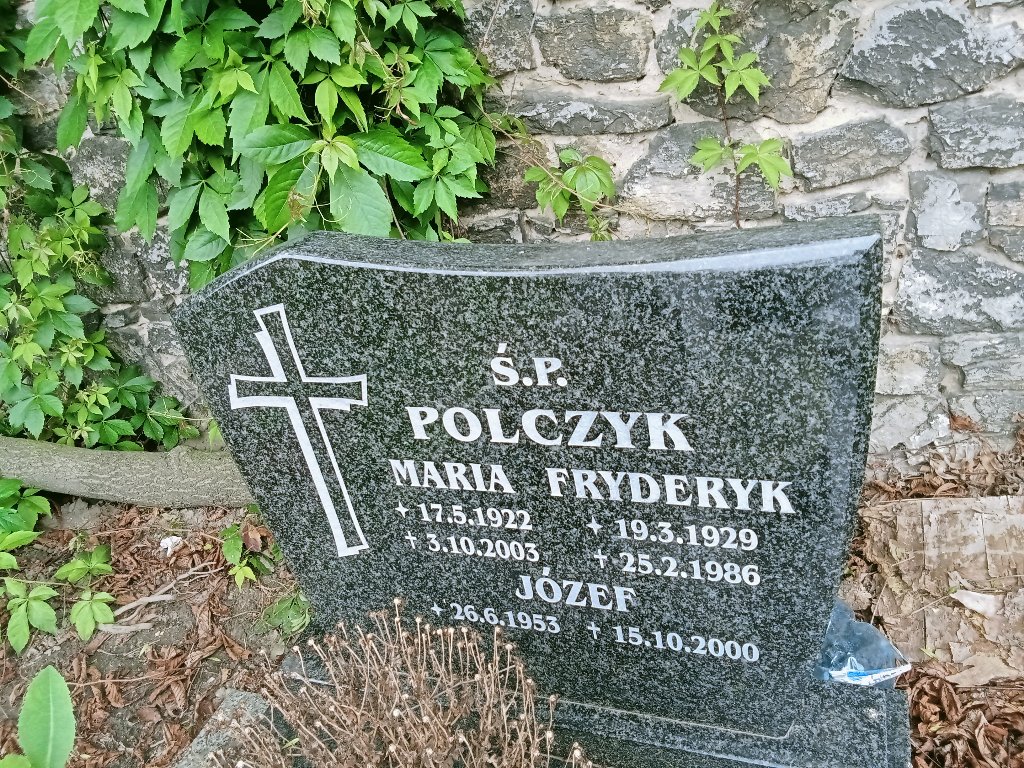 Ś.P.
POLCZYK
MARIA FRYDERYK
+ 17.5.1922 + 19.3.1929
† 3.10.2003 † 25.2.1986
JÓZEF
+ 26.6.1953 † 15.10.2000